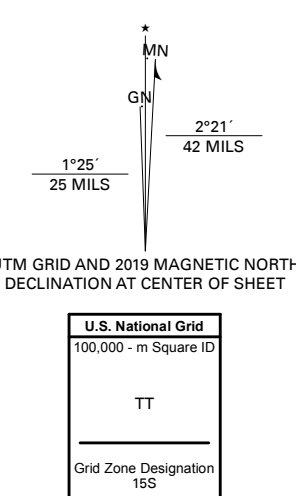 ★
MN
GN
2°21´
42 MILS
1°25´
25 MILS
UTM GRID AND 2019 MAGNETIC NORTH
DECLINATION AT CENTER OF SHEET
U.S. National Grid
100,000 - m Square ID
TT
Grid Zone Designation
15S